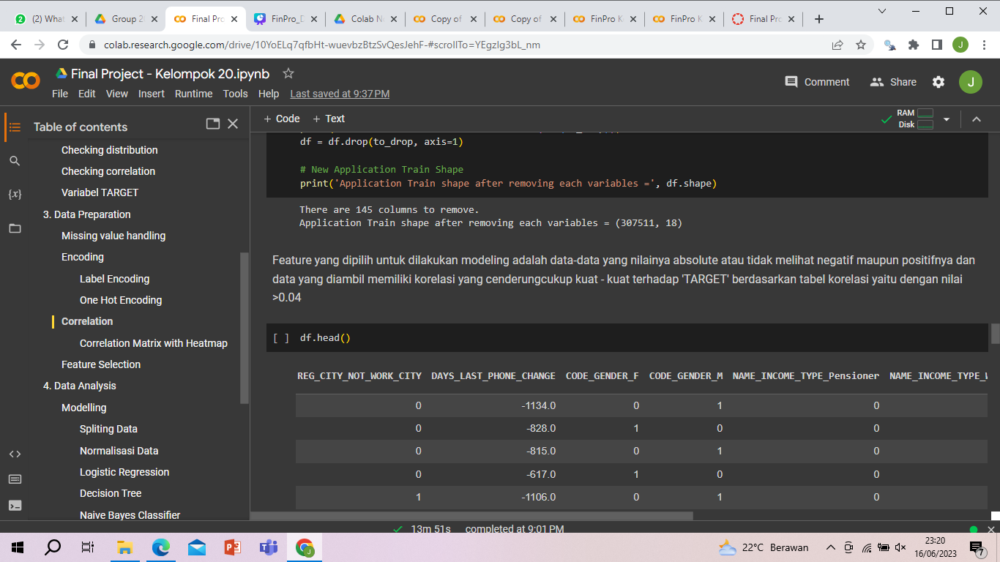 (2) What
Group 2
Final Proj
FinPro_D
Colab N
Copy of
Copy of
FinPro K
FinPro K
Final Pro
colab.research.google.com/drive/10YoELq7qfbHt-wuevbzBtzSvQesJehF-#scrollTo=YEgzIg3bL_nm
J
Final Project - Kelompok 20.ipynb
File Edit View Insert Runtime Tools Help Last saved at 9:37 PM
Comment
Share
J
Table of contents
+ Code + Text
RAM
Disk
Checking distribution
Checking correlation
Variabel TARGET
3. Data Preparation
Missing value handling
Encoding
Label Encoding
One Hot Encoding
Correlation
Correlation Matrix with Heatmap
Feature Selection
4. Data Analysis
Modelling
Spliting Data
Normalisasi Data
Logistic Regression
Decision Tree
Naive Bayes Classifier
df = df.drop(to_drop, axis=1)
# New Application Train Shape
print('Application Train shape after removing each variables =', df.shape)
There are 145 columns to remove.
Application Train shape after removing each variables = (307511, 18)
Feature yang dipilih untuk dilakukan modeling adalah data-data yang nilainya absolute atau tidak melihat negatif maupun positifnya dan
data yang diambil memiliki korelasi yang cenderungcukup kuat - kuat terhadap 'TARGET' berdasarkan tabel korelasi yaitu dengan nilai
>0.04
[ ] df.head()
REG_CITY_NOT_WORK_CITY DAYS_LAST_PHONE_CHANGE CODE_GENDER_F CODE_GENDER_M NAME_INCOME_TYPE_Pensioner NAME_INCOME_TYPE_
0 -1134.0 0 1 0
0 -828.0 1 0 0
0 -815.0 0 1 0
0 -617.0 1 0 0
1 -1106.0 0 1 0
13m 51s completed at 9:01 PM
22°C Berawan
23:20
16/06/2023
7